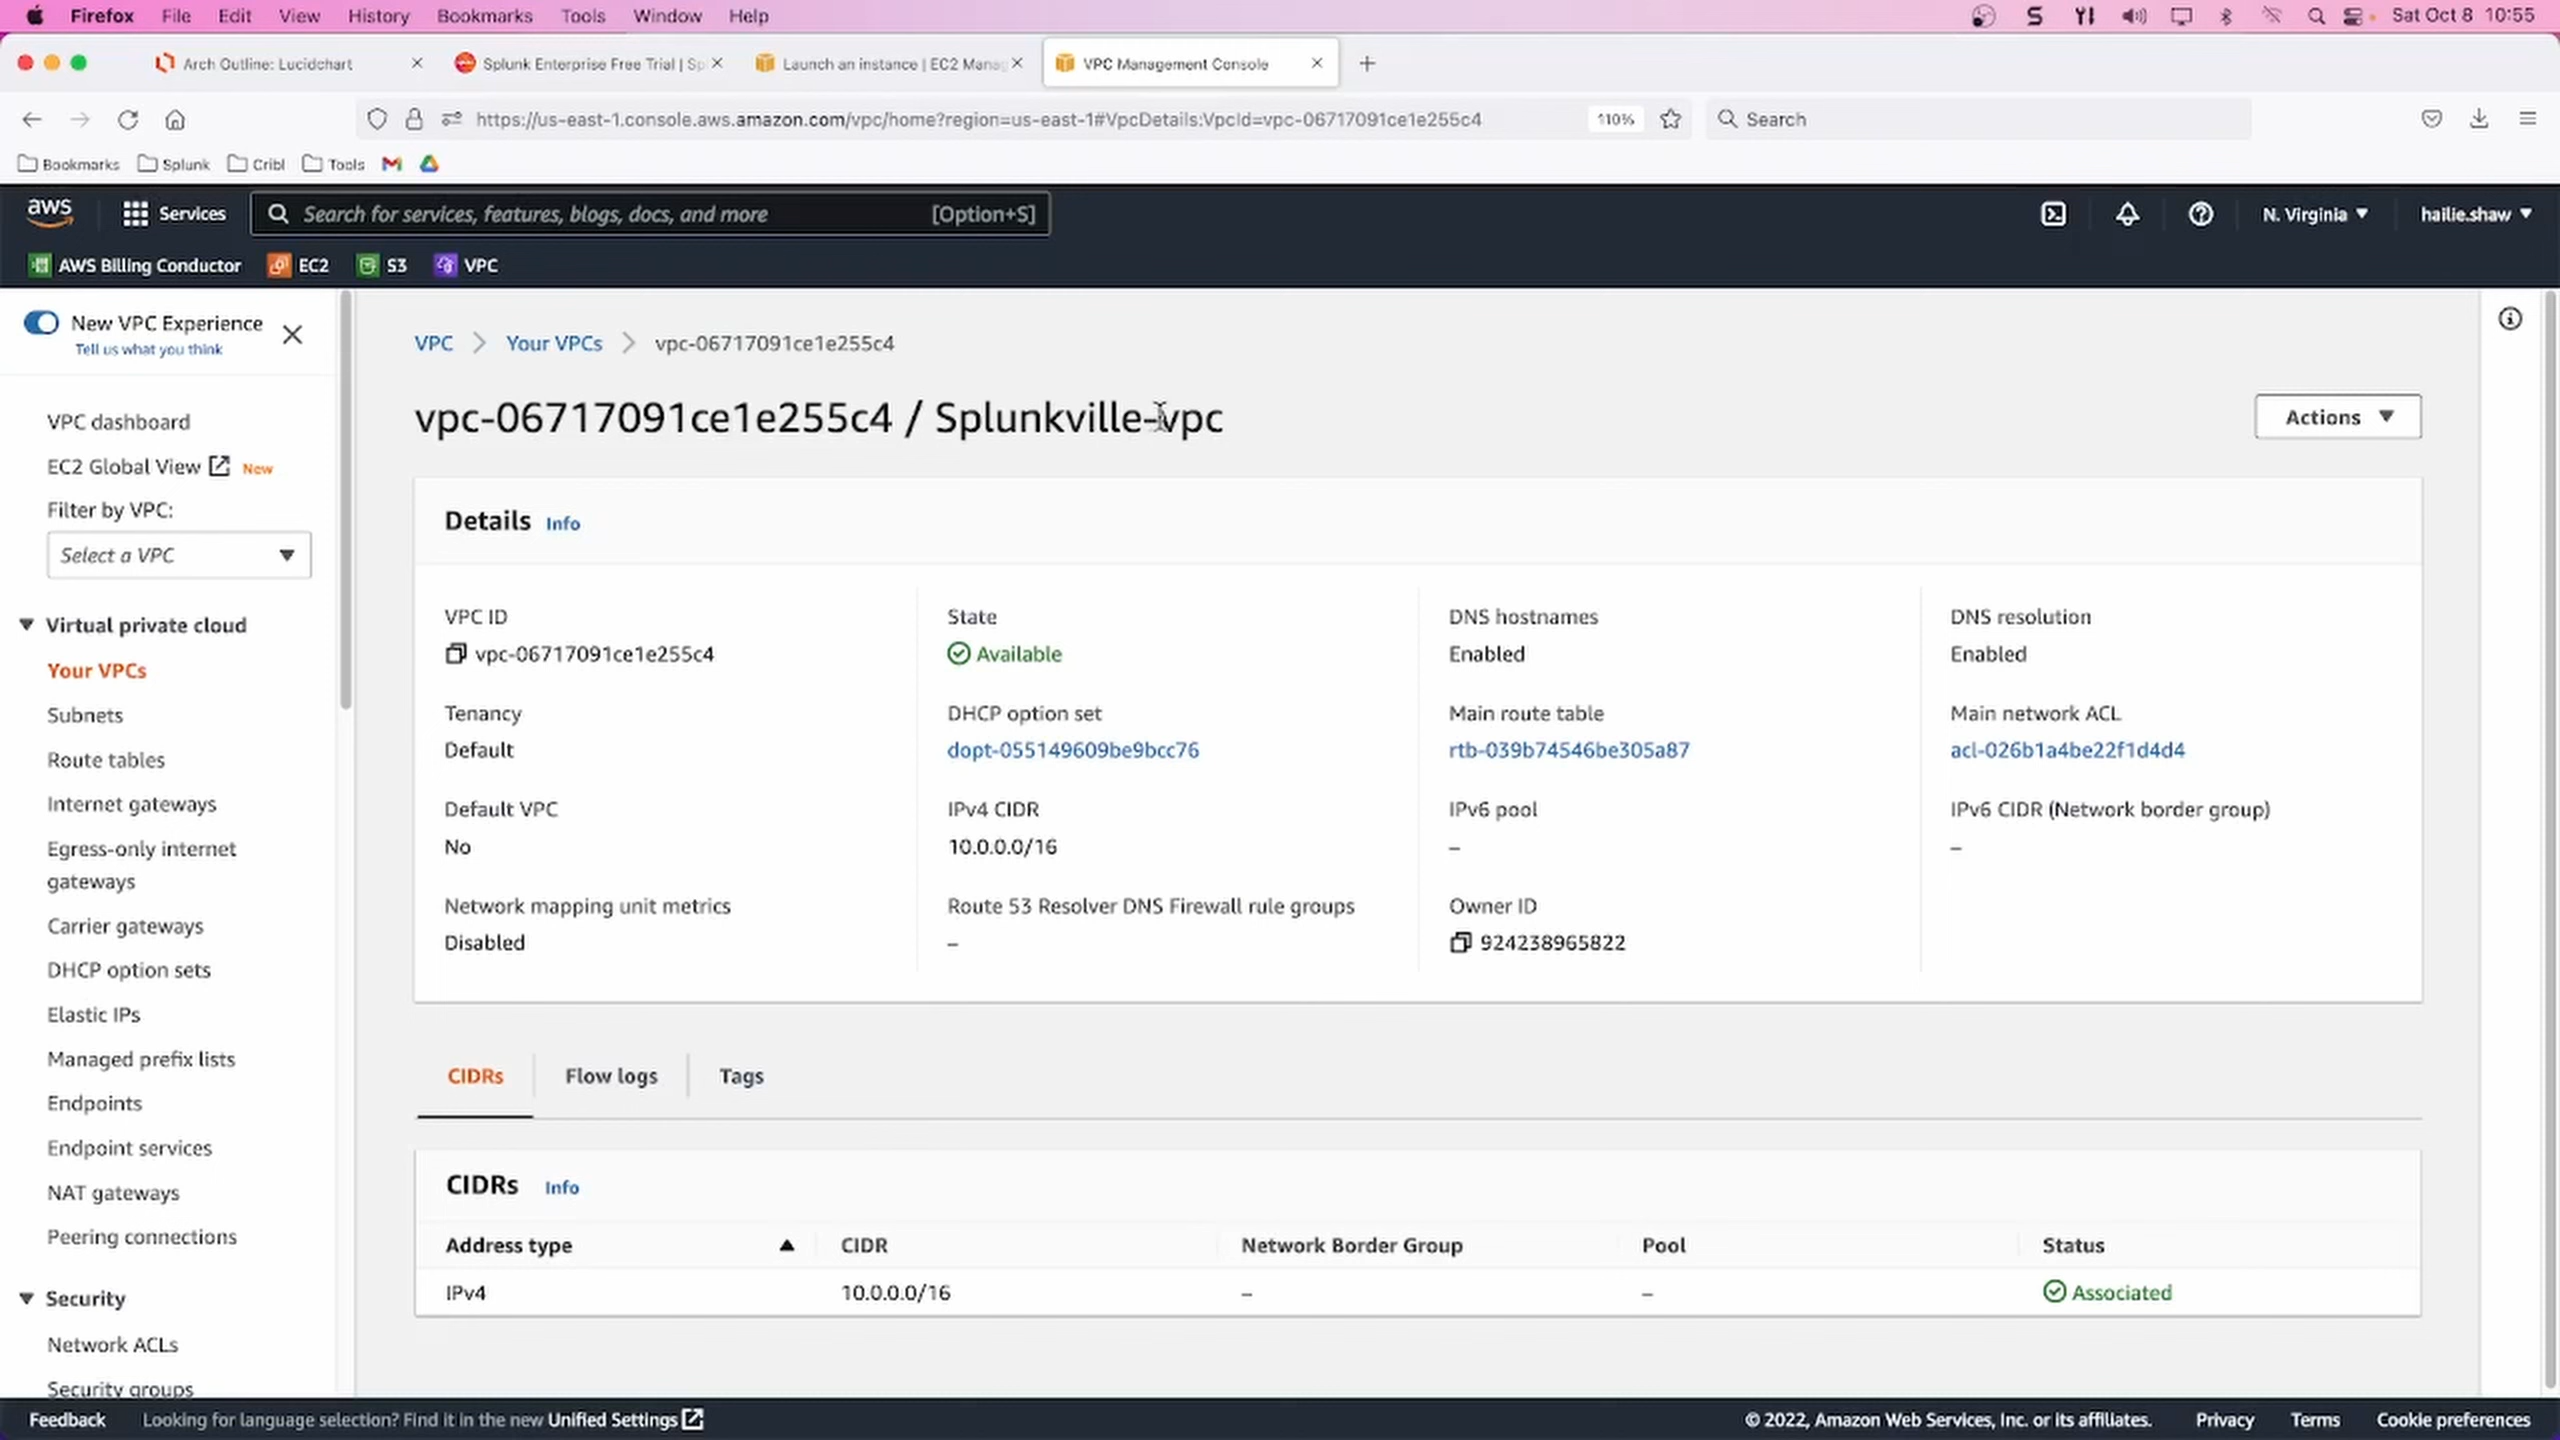 Firefox File Edit View History Bookmarks Tools Window Help Sat Oct 8 10:55
Arch Outline: Lucidchart Splunk Enterprise Free Trial | Sp Launch an instance | EC2 Manag VPC Management Console
https://us-east-1.console.aws.amazon.com/vpc/home?region=us-east-1#VpcDetails:VpcId=vpc-06717091ce1e255c4 110% Search
Bookmarks Splunk Cribl Tools
aws Services Search for services, features, blogs, docs, and more [Option+S] N. Virginia hailie.shaw
AWS Billing Conductor EC2 S3 VPC
New VPC Experience
Tell us what you think
VPC dashboard
EC2 Global View New
Filter by VPC:
Select a VPC
Virtual private cloud
Your VPCs
Subnets
Route tables
Internet gateways
Egress-only internet
gateways
Carrier gateways
DHCP option sets
Elastic IPs
Managed prefix lists
Endpoints
Endpoint services
NAT gateways
Peering connections
Security
Network ACLs
Security groups
VPC Your VPCs vpc-06717091ce1e255c4
vpc-06717091ce1e255c4 / Splunkville-vpc Actions
Details Info
VPC ID State DNS hostnames DNS resolution
vpc-06717091ce1e255c4 Available Enabled Enabled
Tenancy DHCP option set Main route table Main network ACL
Default dopt-055149609be9bcc76 rtb-039b74546be305a87 acl-026b1a4be22f1d4d4
Default VPC IPv4 CIDR IPv6 pool IPv6 CIDR (Network border group)
No 10.0.0.0/16 – –
Network mapping unit metrics Route 53 Resolver DNS Firewall rule groups Owner ID
Disabled – 924238965822
CIDRs Flow logs Tags
CIDRs Info
Address type CIDR Network Border Group Pool Status
IPv4 10.0.0.0/16 – – Associated
Feedback Looking for language selection? Find it in the new Unified Settings © 2022, Amazon Web Services, Inc. or its affiliates. Privacy Terms Cookie preferences